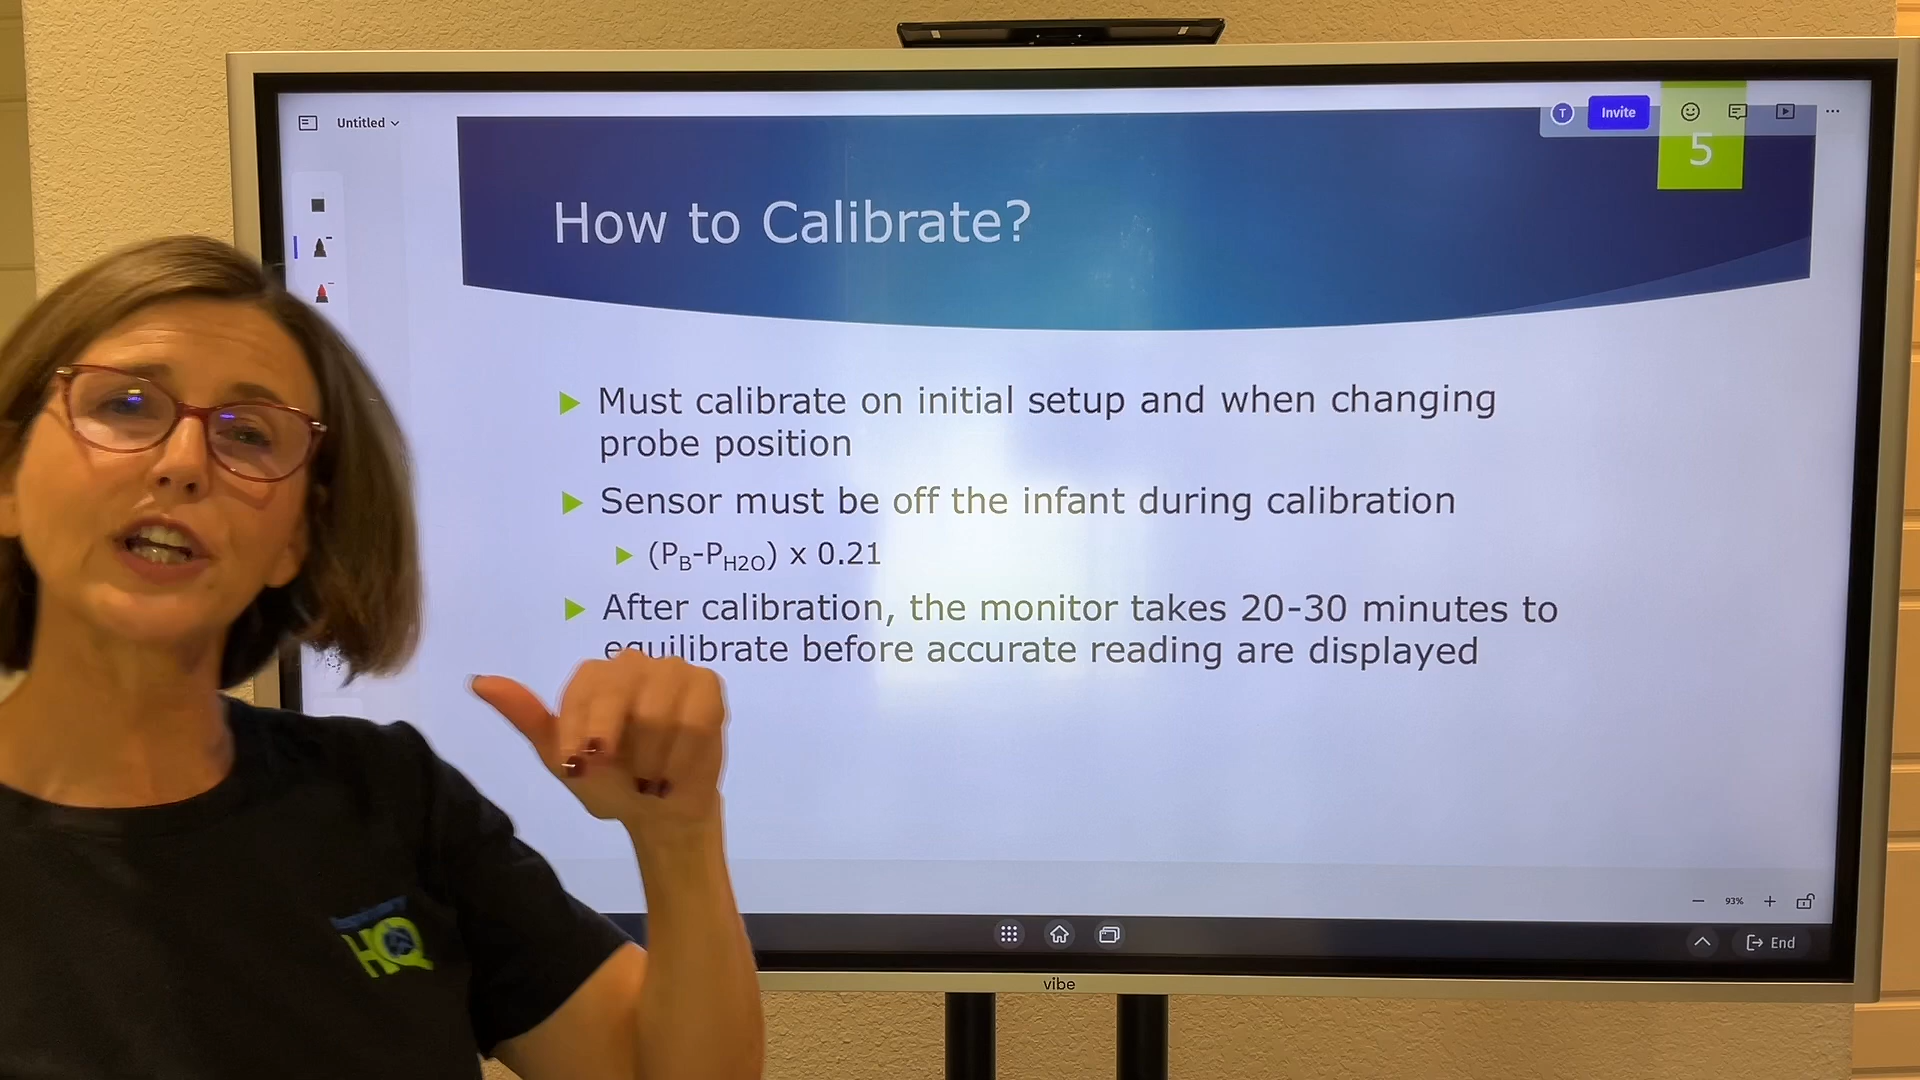 Untitled
T
Invite
5
How to Calibrate?
Must calibrate on initial setup and when changing
probe position
Sensor must be off the infant during calibration
(PB-PH2O) x 0.21
After calibration, the monitor takes 20-30 minutes to
equilibrate before accurate reading are displayed
93%
End
vibe
HQ